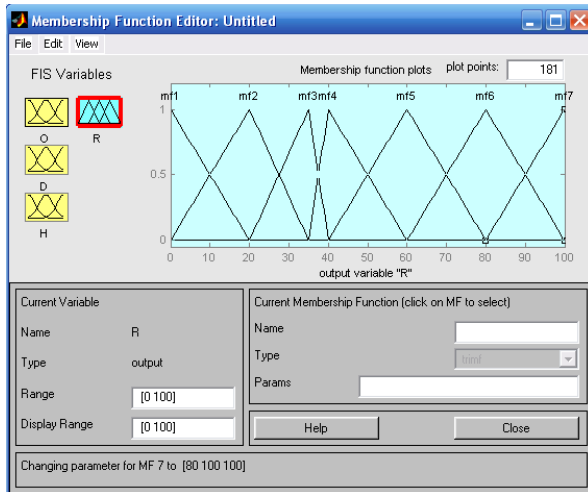 Membership Function Editor: Untitled
File Edit View
FIS Variables
Membership function plots plot points: 181
O R
D
H
mf1 mf2 mf3 mf4 mf5 mf6 mf7
1
0.5
0
0 10 20 30 40 50 60 70 80 90 100
output variable "R"
Current Variable
Name R
Type output
Range [0 100]
Display Range [0 100]
Current Membership Function (click on MF to select)
Name
Type trimf
Params
Help Close
Changing parameter for MF 7 to [80 100 100]